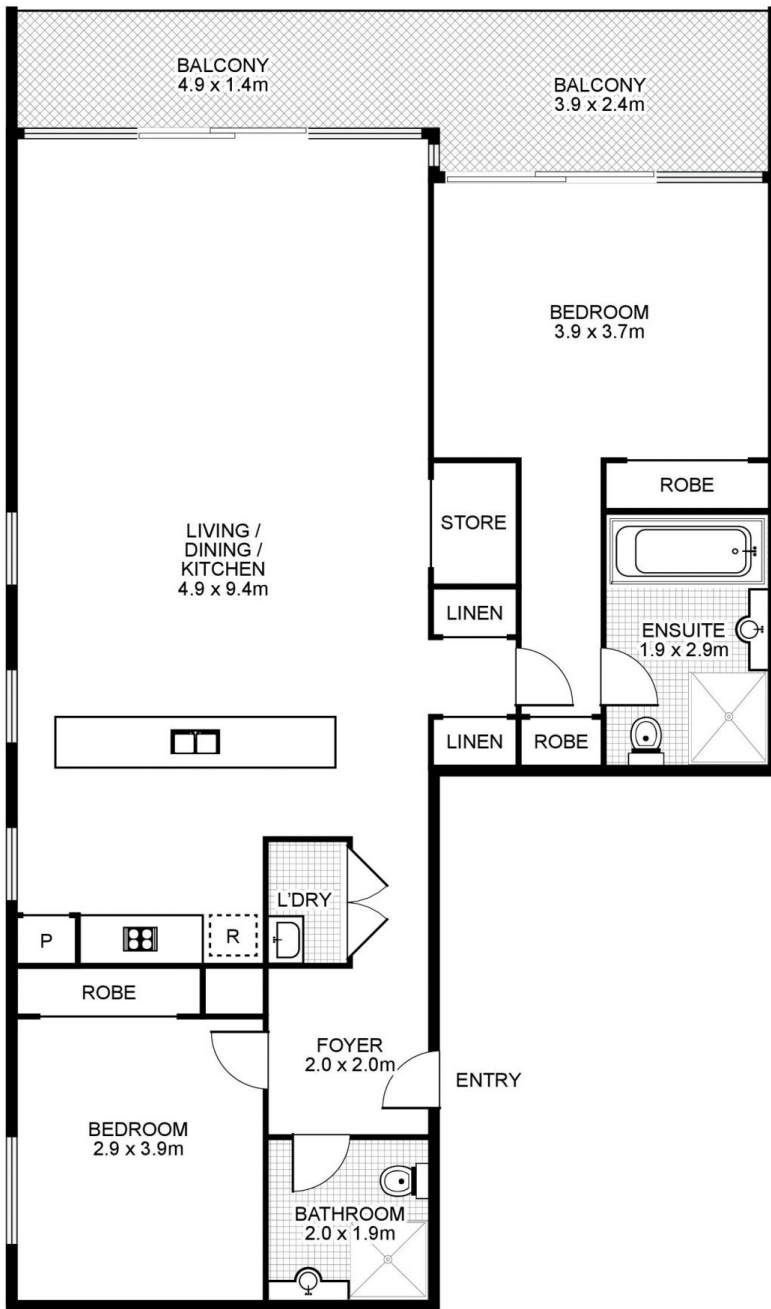 BALCONY
4.9 x 1.4m
BALCONY
3.9 x 2.4m
BEDROOM
3.9 x 3.7m
ROBE
STORE
LIVING /
DINING /
KITCHEN
4.9 x 9.4m
LINEN
ENSUITE
1.9 x 2.9m
LINEN
ROBE
L'DRY
P
R
ROBE
FOYER
2.0 x 2.0m
ENTRY
BEDROOM
2.9 x 3.9m
BATHROOM
2.0 x 1.9m